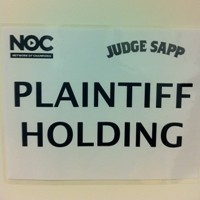 NOC
JUDGE SAPP
PLAINTIFF
HOLDING